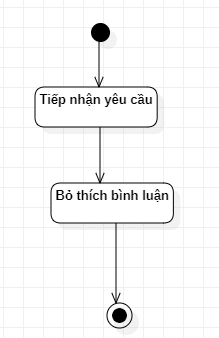 Tiếp nhận yêu cầu
Bỏ thích bình luận